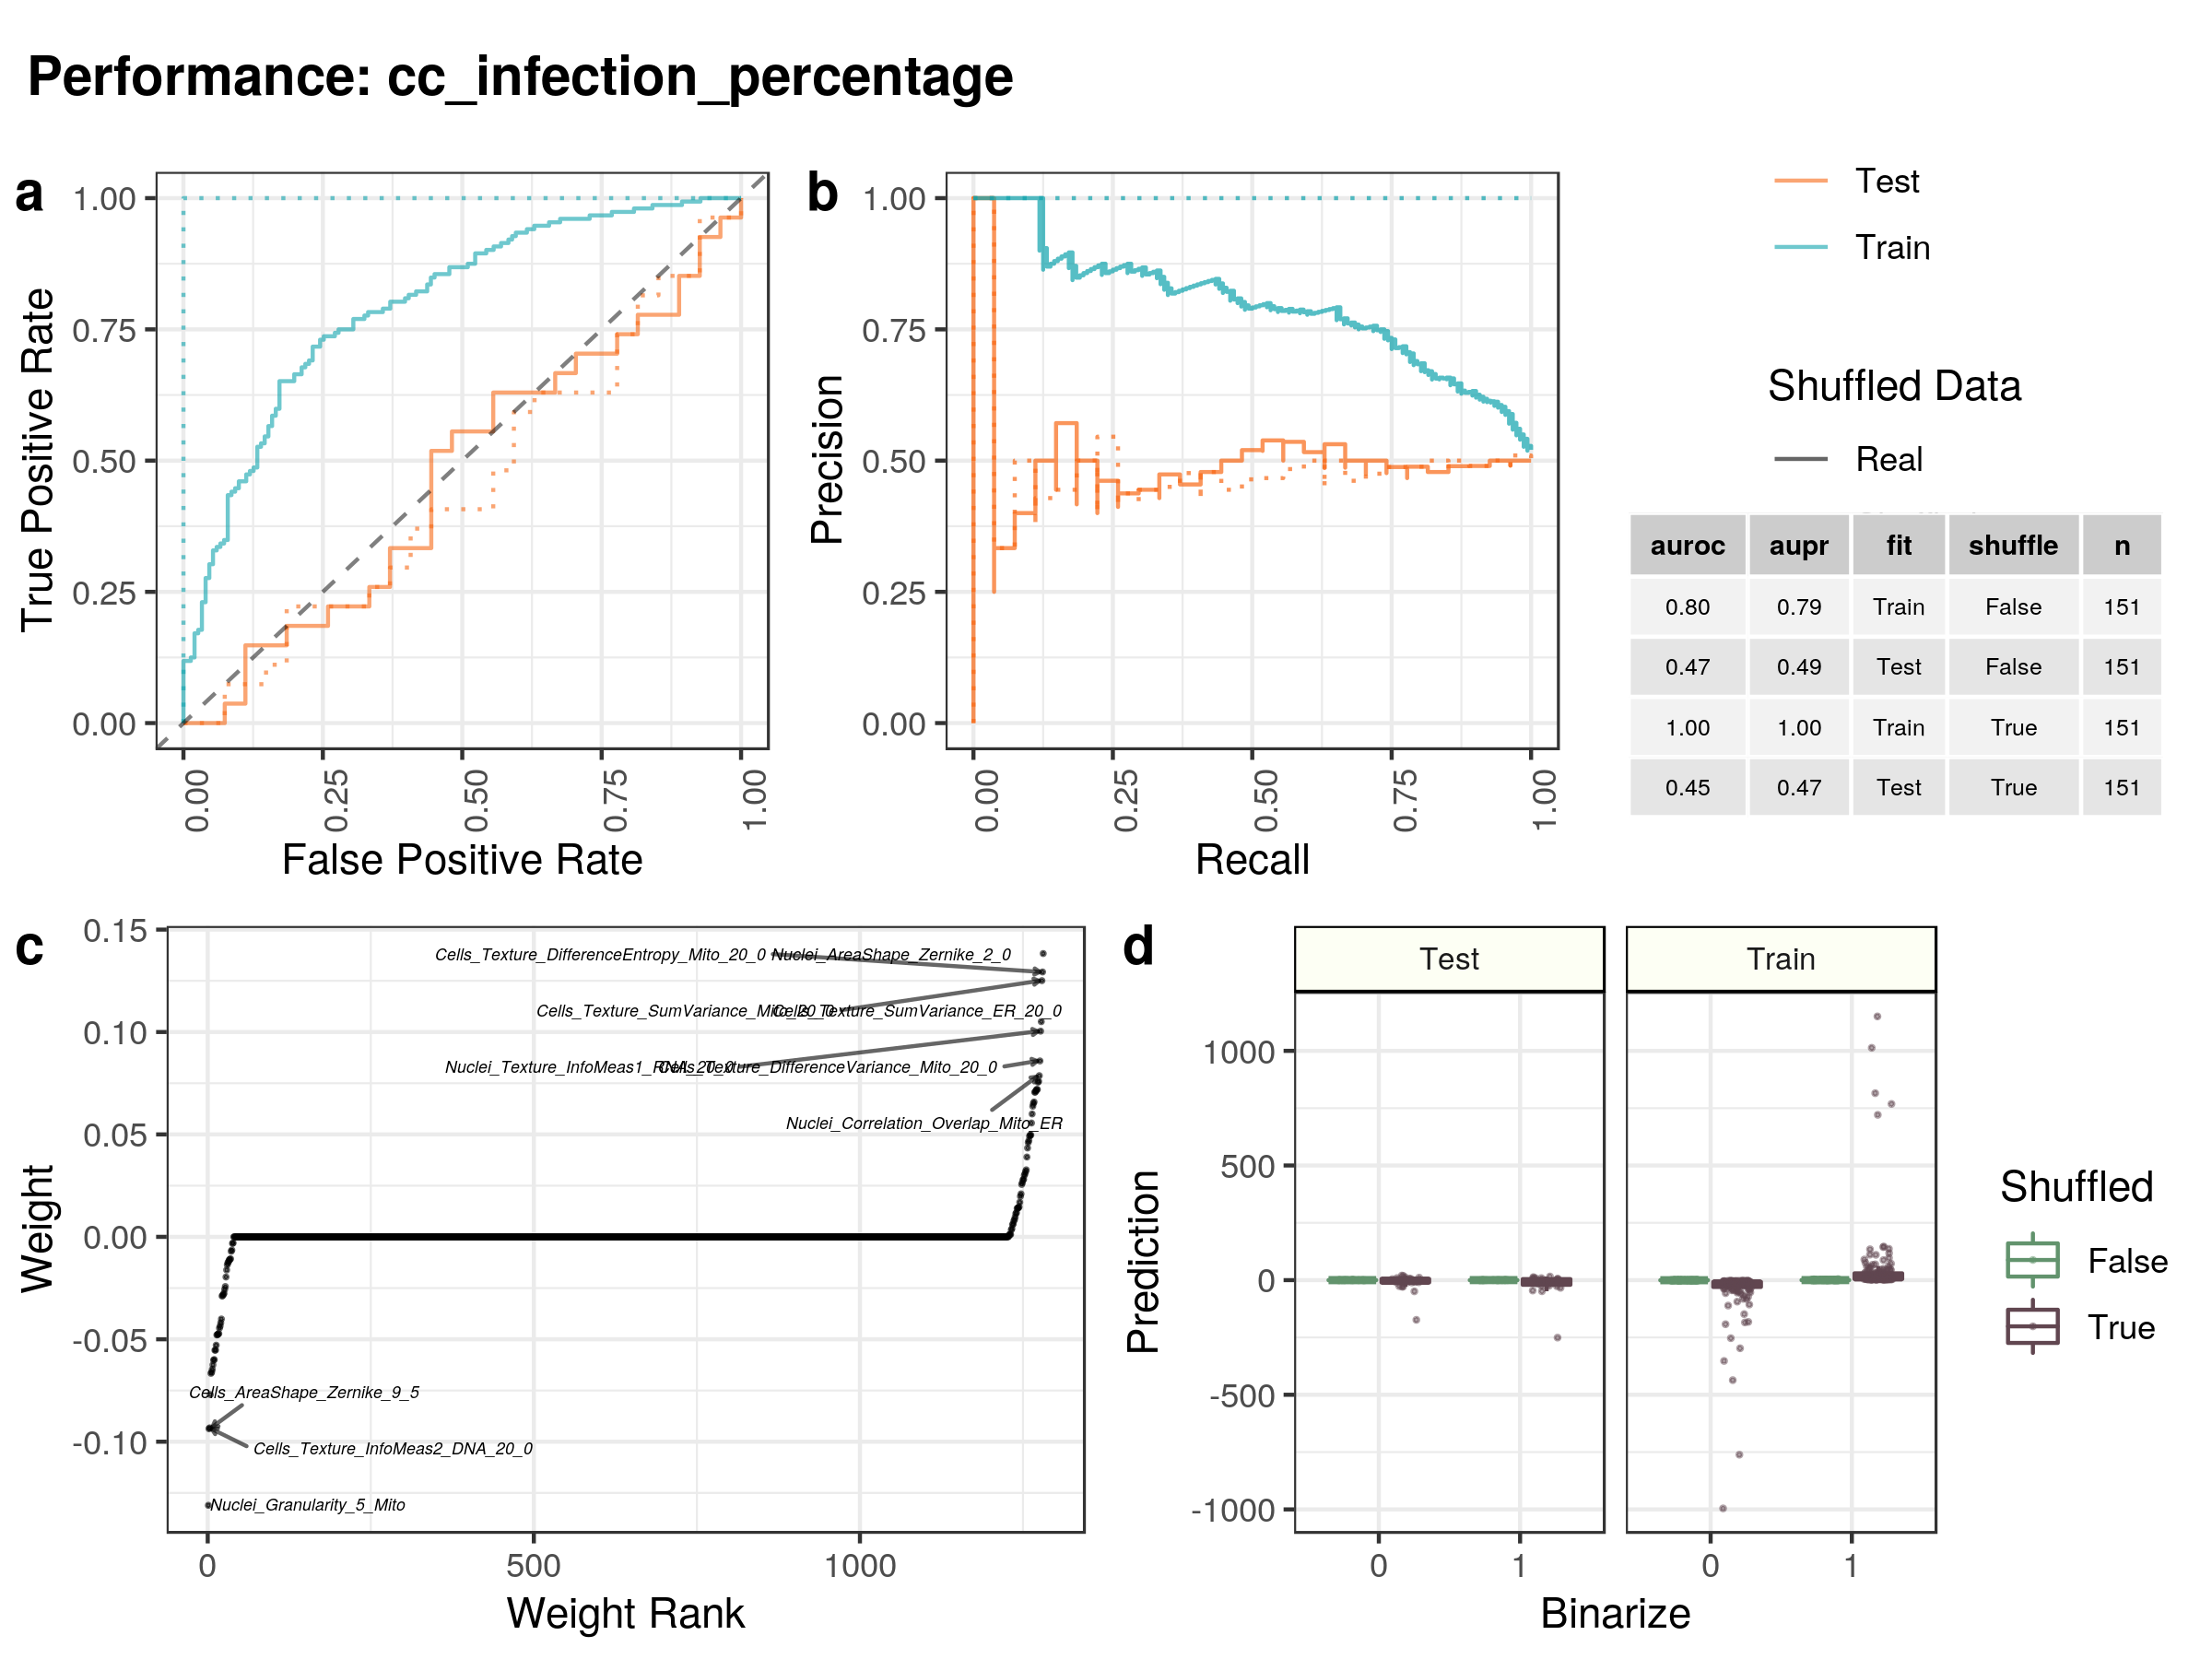 Performance: cc_infection_percentage
a
1.00
0.75
0.50
0.25
0.00
True Positive Rate
0.00
0.25
0.50
0.75
1.00
False Positive Rate
b
1.00
0.75
0.50
0.25
0.00
Precision
0.00
0.25
0.50
0.75
1.00
Recall
Test
Train
Shuffled Data
Real
auroc aupr fit shuffle n
0.80 0.79 Train False 151
0.47 0.49 Test False 151
1.00 1.00 Train True 151
0.45 0.47 Test True 151
c
0.15
0.10
0.05
0.00
-0.05
-0.10
Weight
Cells_Texture_DifferenceEntropy_Mito_20_0
Nuclei_AreaShape_Zernike_2_0
Cells_Texture_SumVariance_Mito_20_0
Cells_Texture_SumVariance_ER_20_0
Nuclei_Texture_InfoMeas1_RNA_20_0
Cells_Texture_DifferenceVariance_Mito_20_0
Nuclei_Correlation_Overlap_Mito_ER
Cells_AreaShape_Zernike_9_5
Cells_Texture_InfoMeas2_DNA_20_0
Nuclei_Granularity_5_Mito
0
500
1000
Weight Rank
d
Test
Train
1000
500
0
-500
-1000
Prediction
0
1
0
1
Binarize
Shuffled
False
True